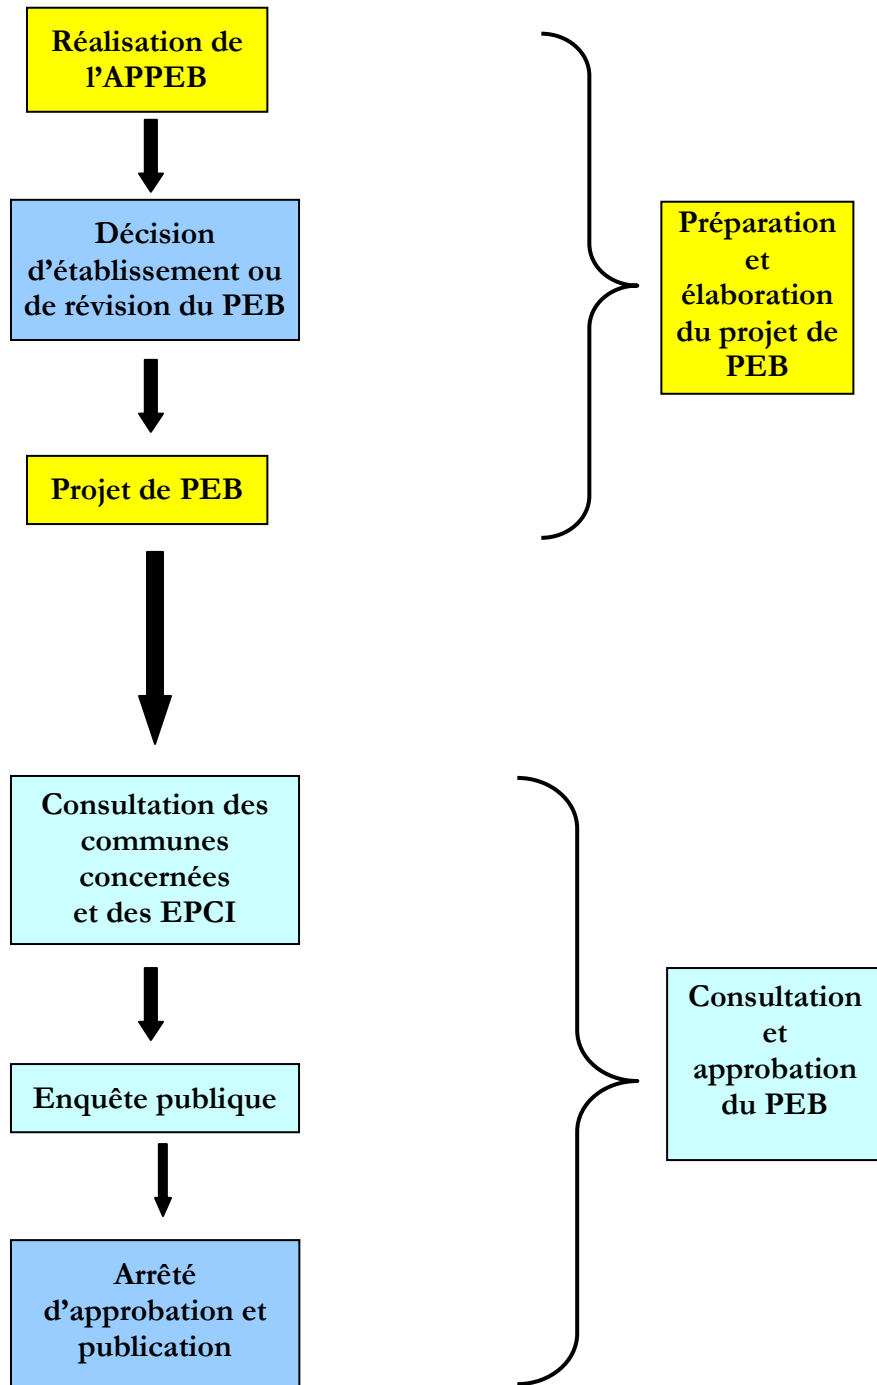 Réalisation de
l’APPEB
Décision
d’établissement ou
de révision du PEB
Projet de PEB
Préparation
et
élaboration
du projet de
PEB
Consultation des
communes
concernées
et des EPCI
Enquête publique
Arrêté
d’approbation et
publication
Consultation
et
approbation
du PEB